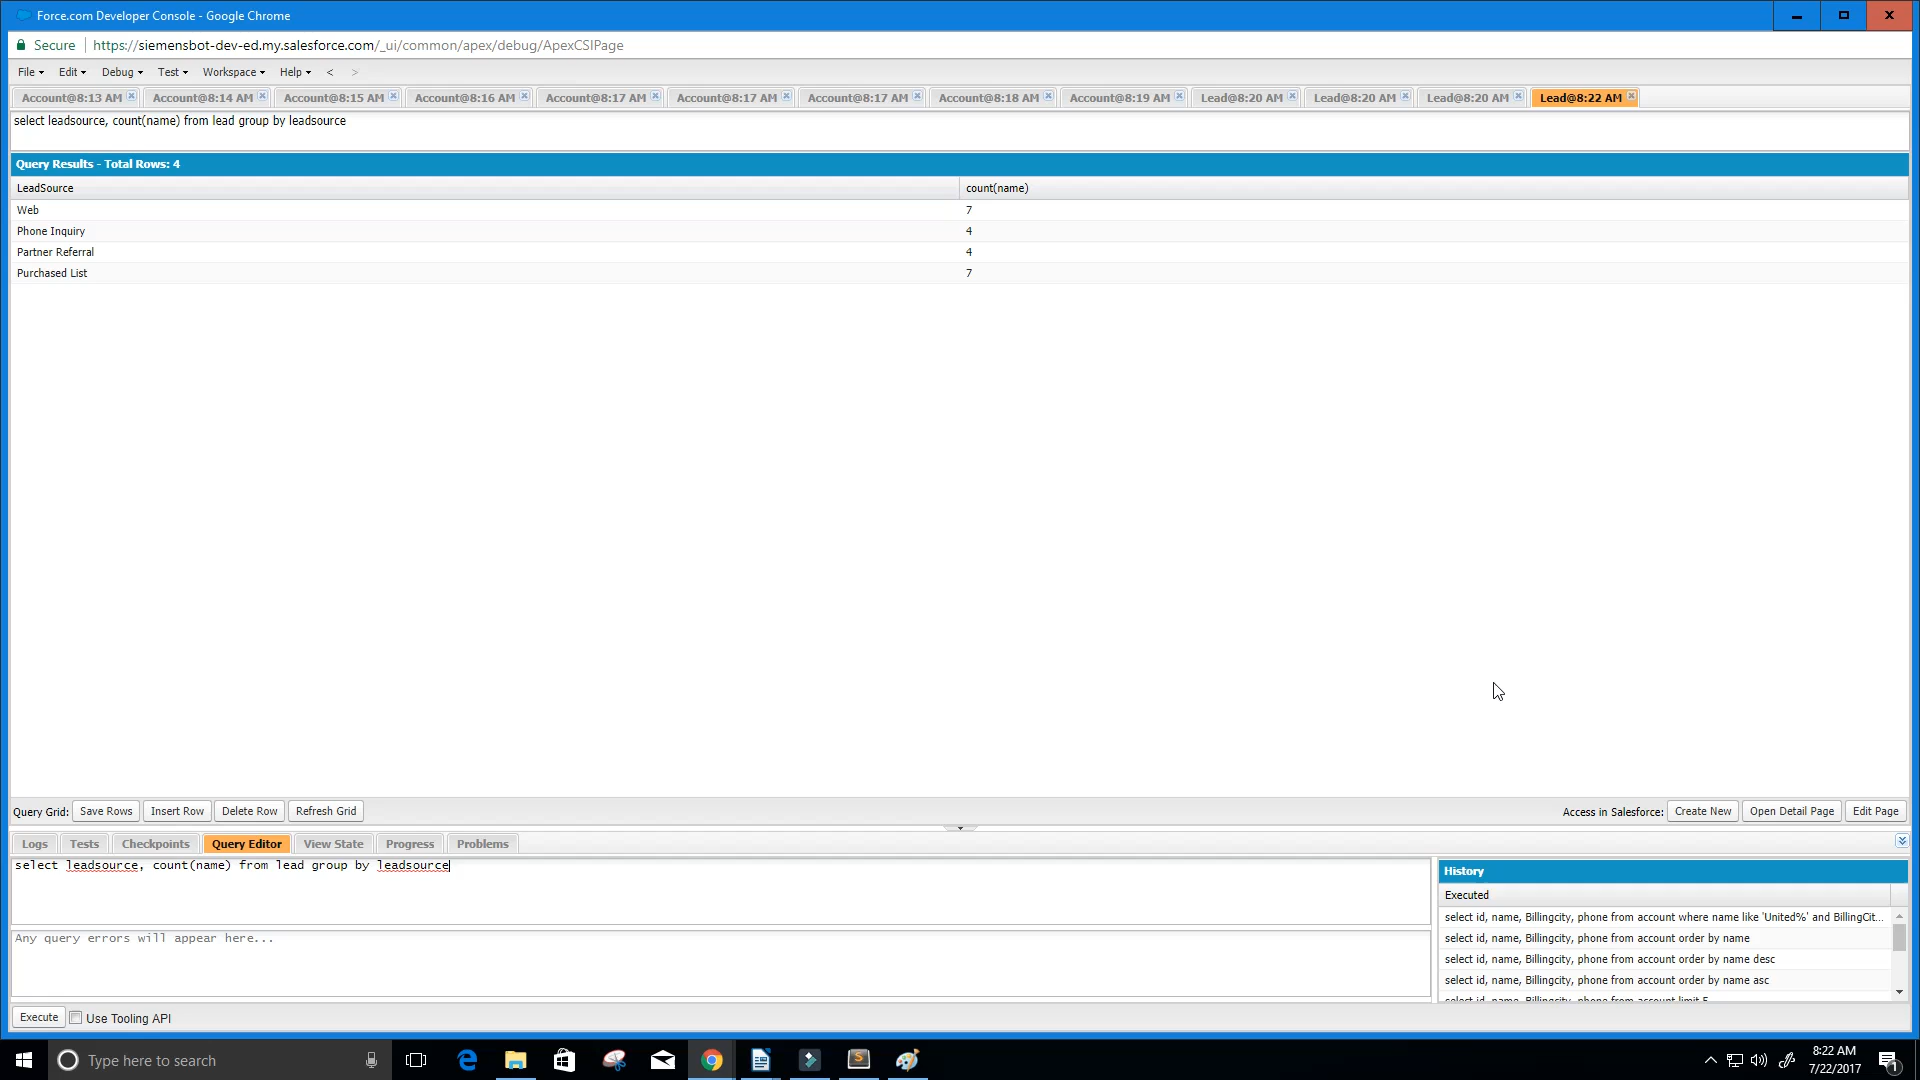 Force.com Developer Console - Google Chrome
Secure https://siemensbot-dev-ed.my.salesforce.com/_ui/common/apex/debug/ApexCSIPage
File Edit Debug Test Workspace Help < >
Account@8:13 AM Account@8:14 AM Account@8:15 AM Account@8:16 AM Account@8:17 AM Account@8:17 AM Account@8:17 AM Account@8:18 AM Account@8:19 AM Lead@8:20 AM Lead@8:20 AM Lead@8:20 AM Lead@8:22 AM
select leadsource, count(name) from lead group by leadsource
Query Results - Total Rows: 4
LeadSource count(name)
Web 7
Phone Inquiry 4
Partner Referral 4
Purchased List 7
Query Grid: Save Rows Insert Row Delete Row Refresh Grid Access in Salesforce: Create New Open Detail Page Edit Page
Logs Tests Checkpoints Query Editor View State Progress Problems
select leadsource, count(name) from lead group by leadsource
Any query errors will appear here...
History
Executed
select id, name, Billingcity, phone from account where name like 'United%' and BillingCit...
select id, name, Billingcity, phone from account order by name
select id, name, Billingcity, phone from account order by name desc
select id, name, Billingcity, phone from account order by name asc
select id, name, Billingcity, phone from account limit 5
Execute Use Tooling API
Type here to search
8:22 AM
7/22/2017
1